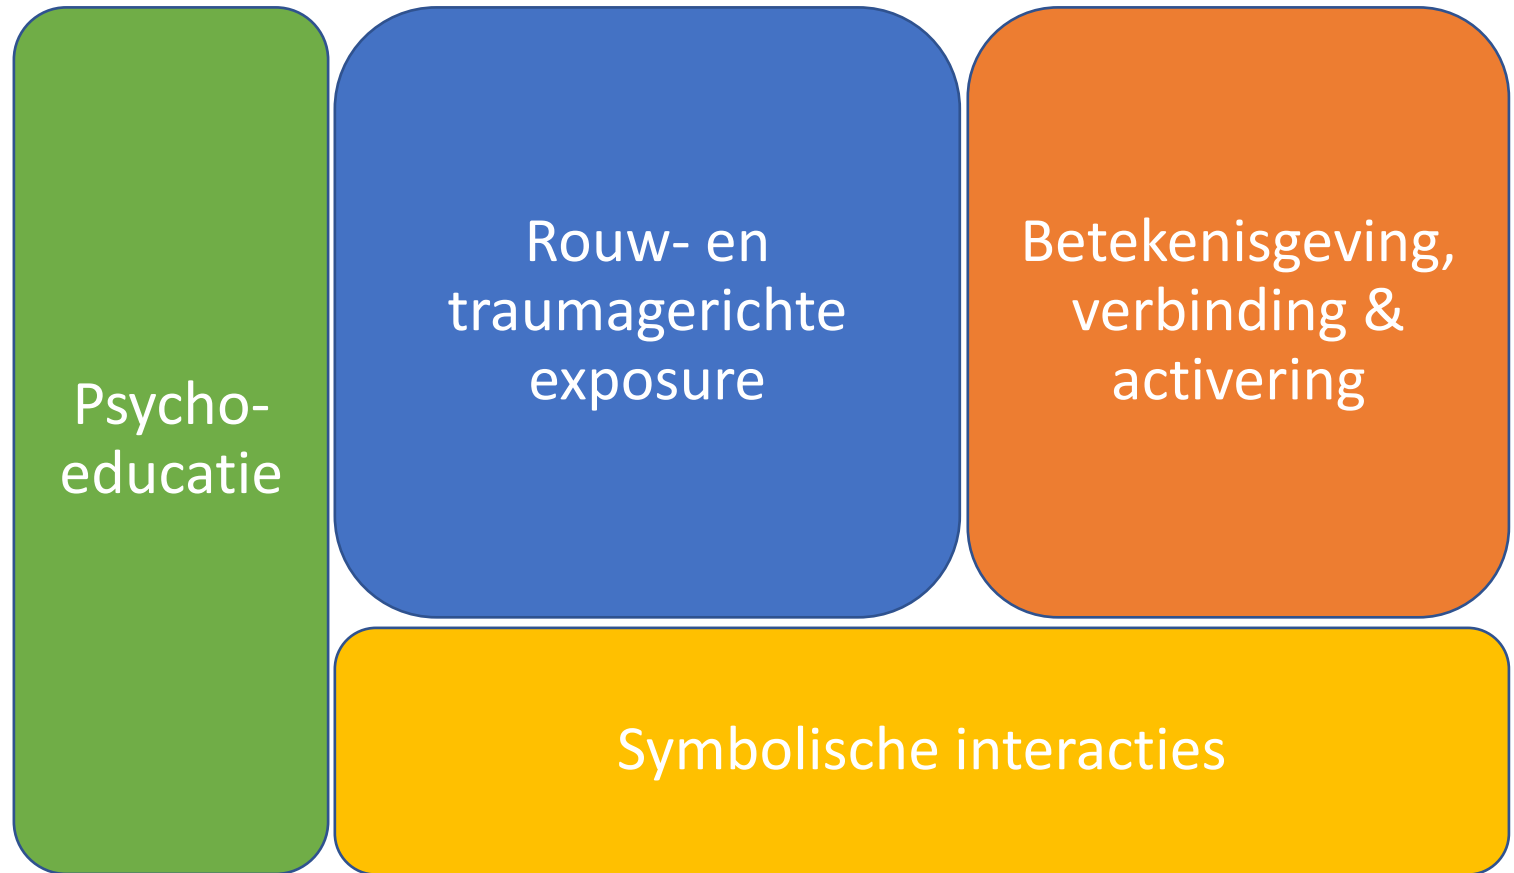 Psycho-
educatie
Rouw- en
traumagerichte
exposure
Betekenisgeving,
verbinding &
activering
Symbolische interacties